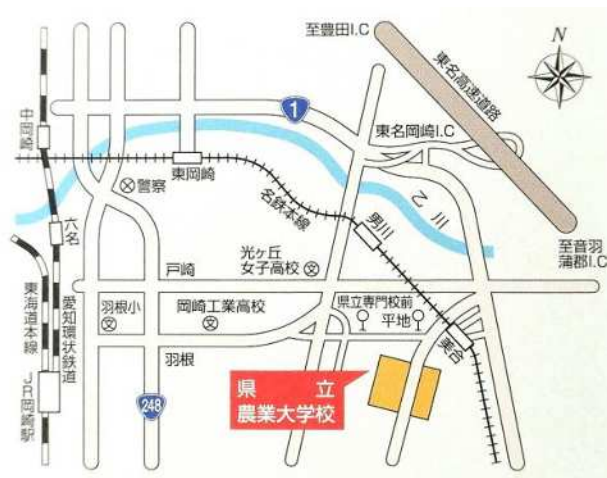 至豊田I.C
N
東名高速道路
1
東名岡崎I.C
中岡崎
東岡崎
警察
名鉄本線
乙川
男川
六名
至音羽
蒲郡I.C
光ヶ丘
女子高校
戸崎
東海道本線
愛知環状鉄道
羽根小
岡崎工業高校
県立専門校前
平地
美合
羽根
JR岡崎駅
248
県立
農業大学校